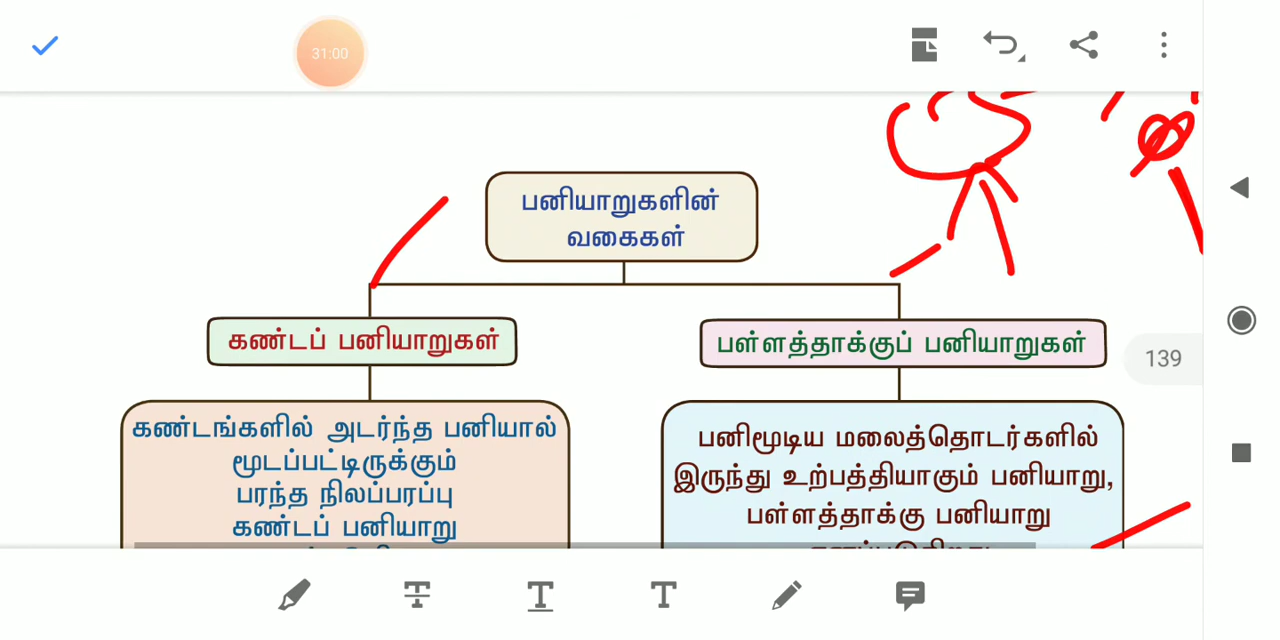 31:00
பனியாறுகளின்
வகைகள்
கண்டப் பனியாறுகள்
பள்ளத்தாக்குப் பனியாறுகள்
139
கண்டங்களில் அடர்ந்த பனியால்
மூடப்பட்டிருக்கும்
பரந்த நிலப்பரப்பு
கண்டப் பனியாறு
பனிமூடிய மலைத்தொடர்களில்
இருந்து உற்பத்தியாகும் பனியாறு,
பள்ளத்தாக்கு பனியாறு